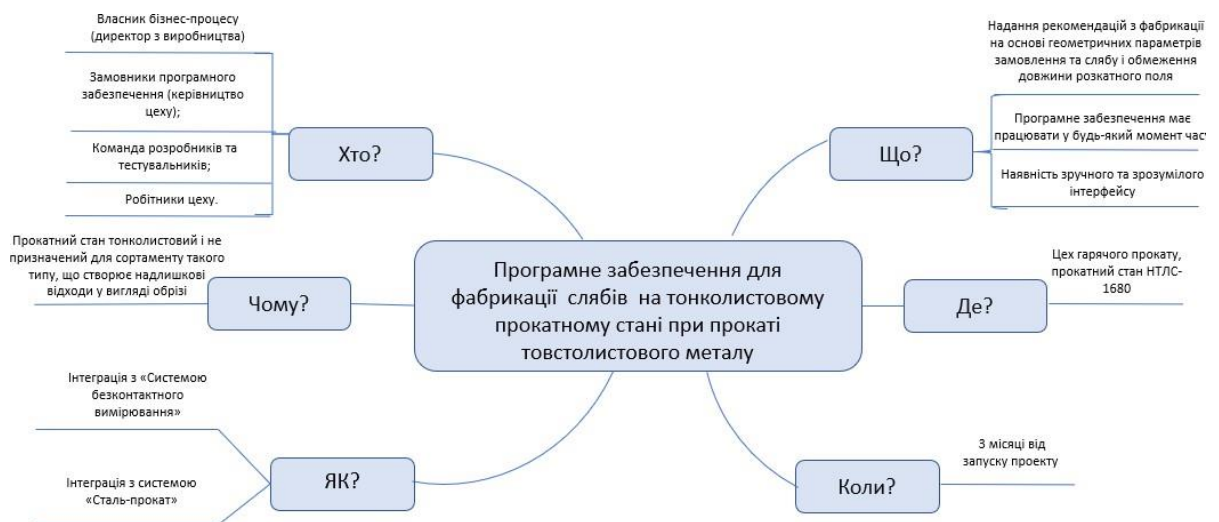 Власник бізнес-процесу
(директор з виробництва)
Замовники програмного
забезпечення (керівництво
цеху);
Команда розробників та
тестувальників;
Робітники цеху.
Хто?
Надання рекомендацій з фабрикації
на основі геометричних параметрів
замовлення та слябу і обмеження
довжини розкатного поля
Програмне забезпечення має
працювати у будь-який момент часу
Наявність зручного та зрозумілого
інтерфейсу
Що?
Прокатний стан тонколистовий і не
призначений для сортаменту такого
типу, що створює надлишкові
відходи у вигляді обрізі
Чому?
Програмне забезпечення для
фабрикації слябів на тонколистовому
прокатному стані при прокаті
товстолистового металу
Де?
Цех гарячого прокату,
прокатний стан НТЛС-
1680
Інтеграція з «Системою
безконтактного
вимірювання»
Інтеграція з системою
«Сталь-прокат»
ЯК?
Коли?
3 місяці від
запуску проекту